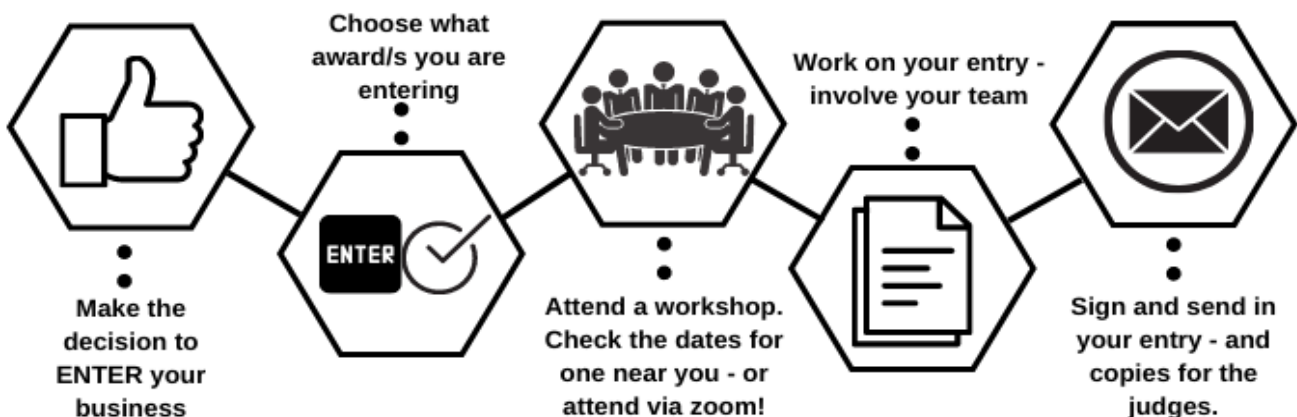 Make the
decision to
ENTER your
business
Choose what
award/s you are
entering
ENTER
Attend a workshop.
Check the dates for
one near you - or
attend via zoom!
Work on your entry -
involve your team
Sign and send in
your entry - and
copies for the
judges.